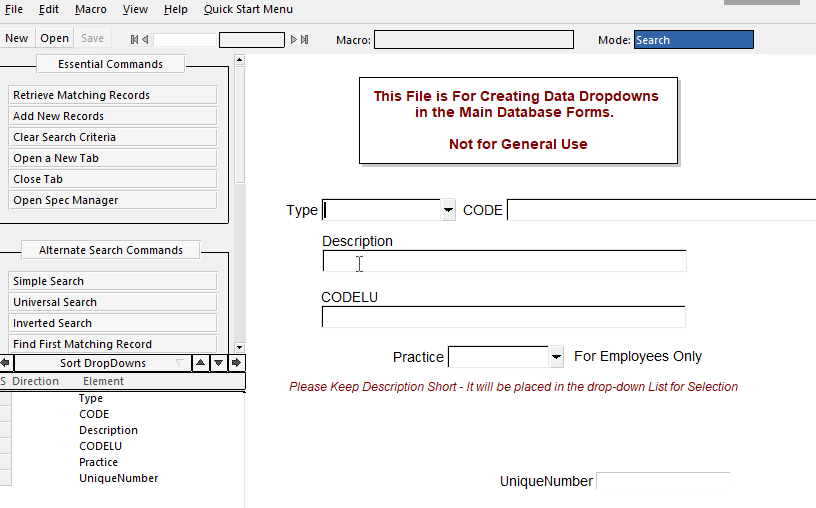 File Edit Macro View Help Quick Start Menu
New Open Save Macro: Mode: Search
Essential Commands
Retrieve Matching Records
Add New Records
Clear Search Criteria
Open a New Tab
Close Tab
Open Spec Manager
Alternate Search Commands
Simple Search
Universal Search
Inverted Search
Find First Matching Record
Sort DropDowns
S Direction Element
Type
CODE
Description
CODELU
Practice
UniqueNumber
This File is For Creating Data Dropdowns
in the Main Database Forms.
Not for General Use
Type CODE
Description
CODELU
Practice For Employees Only
Please Keep Description Short - It will be placed in the drop-down List for Selection
UniqueNumber